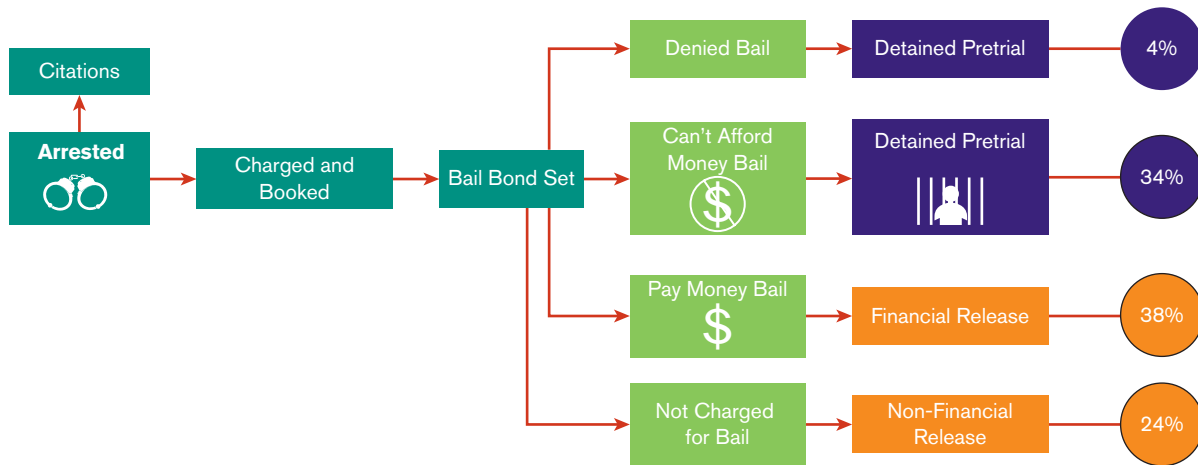 Citations
Arrested
Charged and
Booked
Bail Bond Set
Denied Bail
Detained Pretrial
4%
Can't Afford
Money Bail
$
Detained Pretrial
34%
Pay Money Bail
$
Financial Release
38%
Not Charged
for Bail
Non-Financial
Release
24%